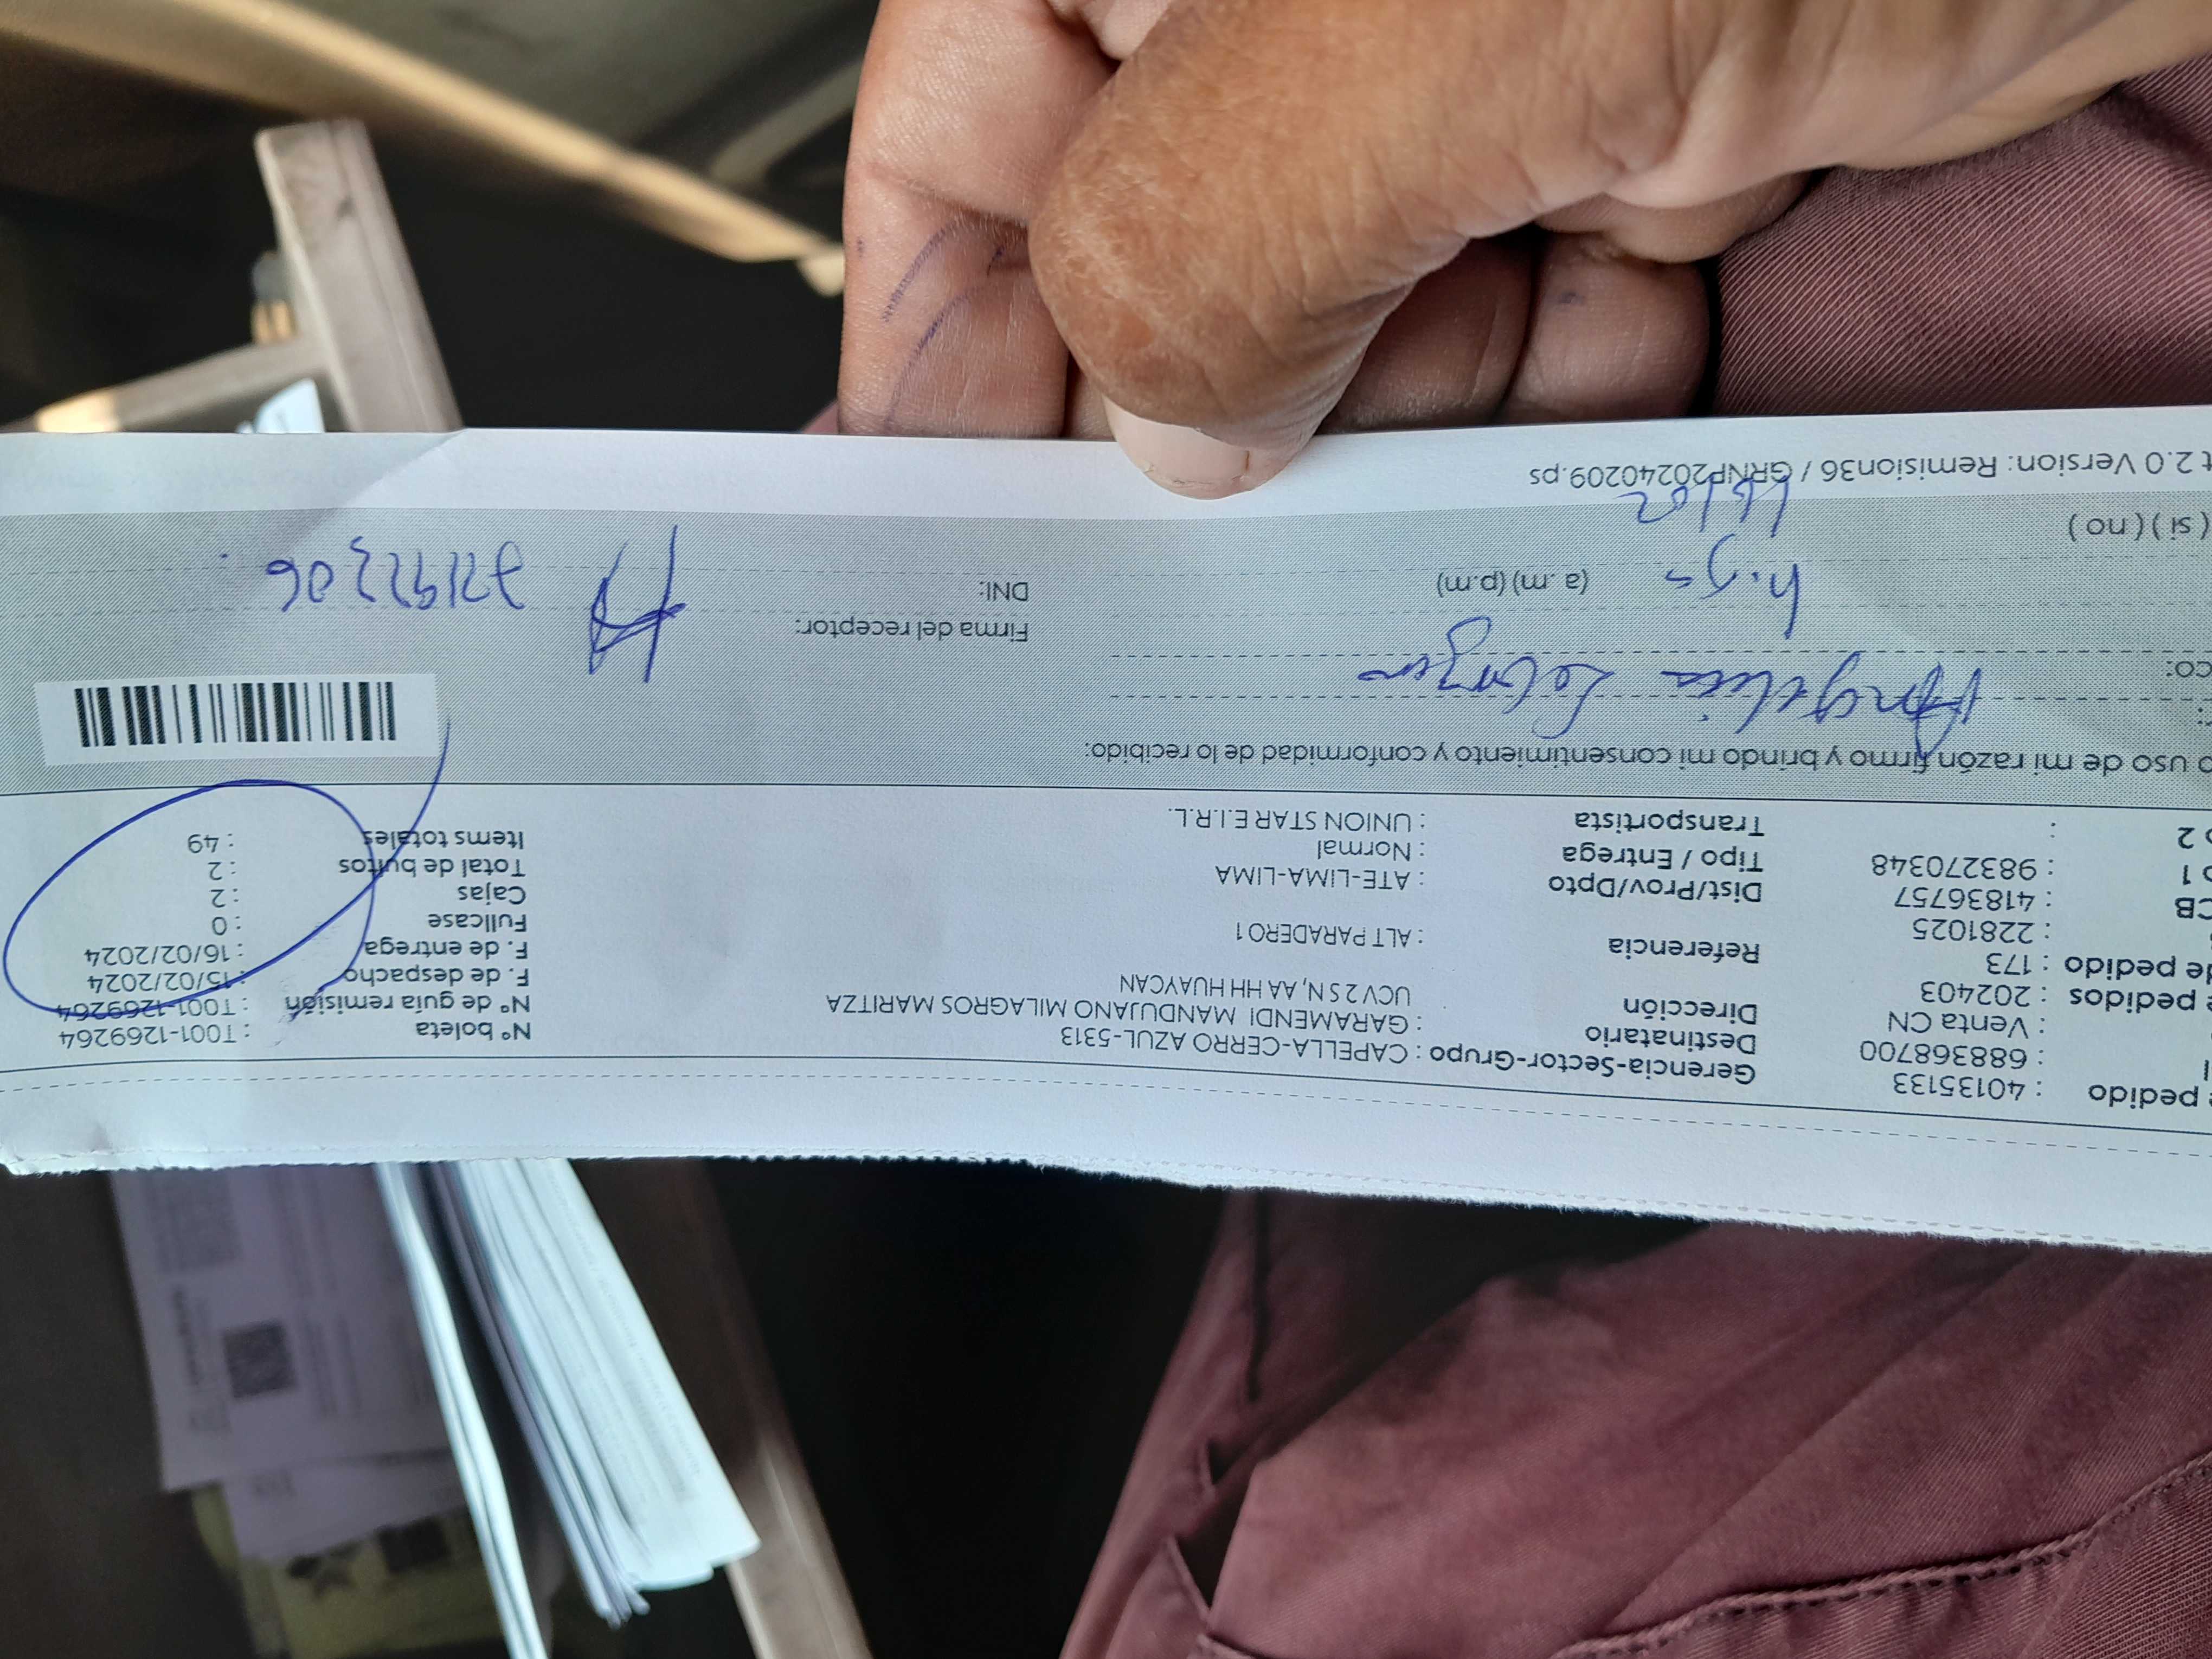 e pedido : 40135133 Gerencia-Sector-Grupo : CAPELLA-CERRO AZUL-5313 N° boleta : T001-1269264
l : 688368700 Destinatario : GARAMENDI MANDUJANO MILAGROS MARITZA N° de guía remisión : T001-1269264
: Venta CN Dirección UCV 2 S N, AA HH HUAYCAN F. de despacho : 15/02/2024
e pedidos : 202403 F. de entrega : 16/02/2024
de pedido : 173 Referencia : ALT PARADERO 1 Fullcase : 0
: 2281025 Cajas : 2
CB : 41836757 Dist/Prov/Dpto : ATE-LIMA-LIMA Total de bultos : 2
o 1 : 983270348 Tipo / Entrega : Normal Items totales : 49
o 2 : Transportista : UNION STAR E.I.R.L.
o uso de mi razón firmo y brindo mi consentimiento y conformidad de lo recibido:
Angelica
co:
Firma del receptor:
(a .m) (p.m) DNI:
( si ) ( no ) 16/02
t 2.0 Version: Remision36 / GRNP20240209.ps